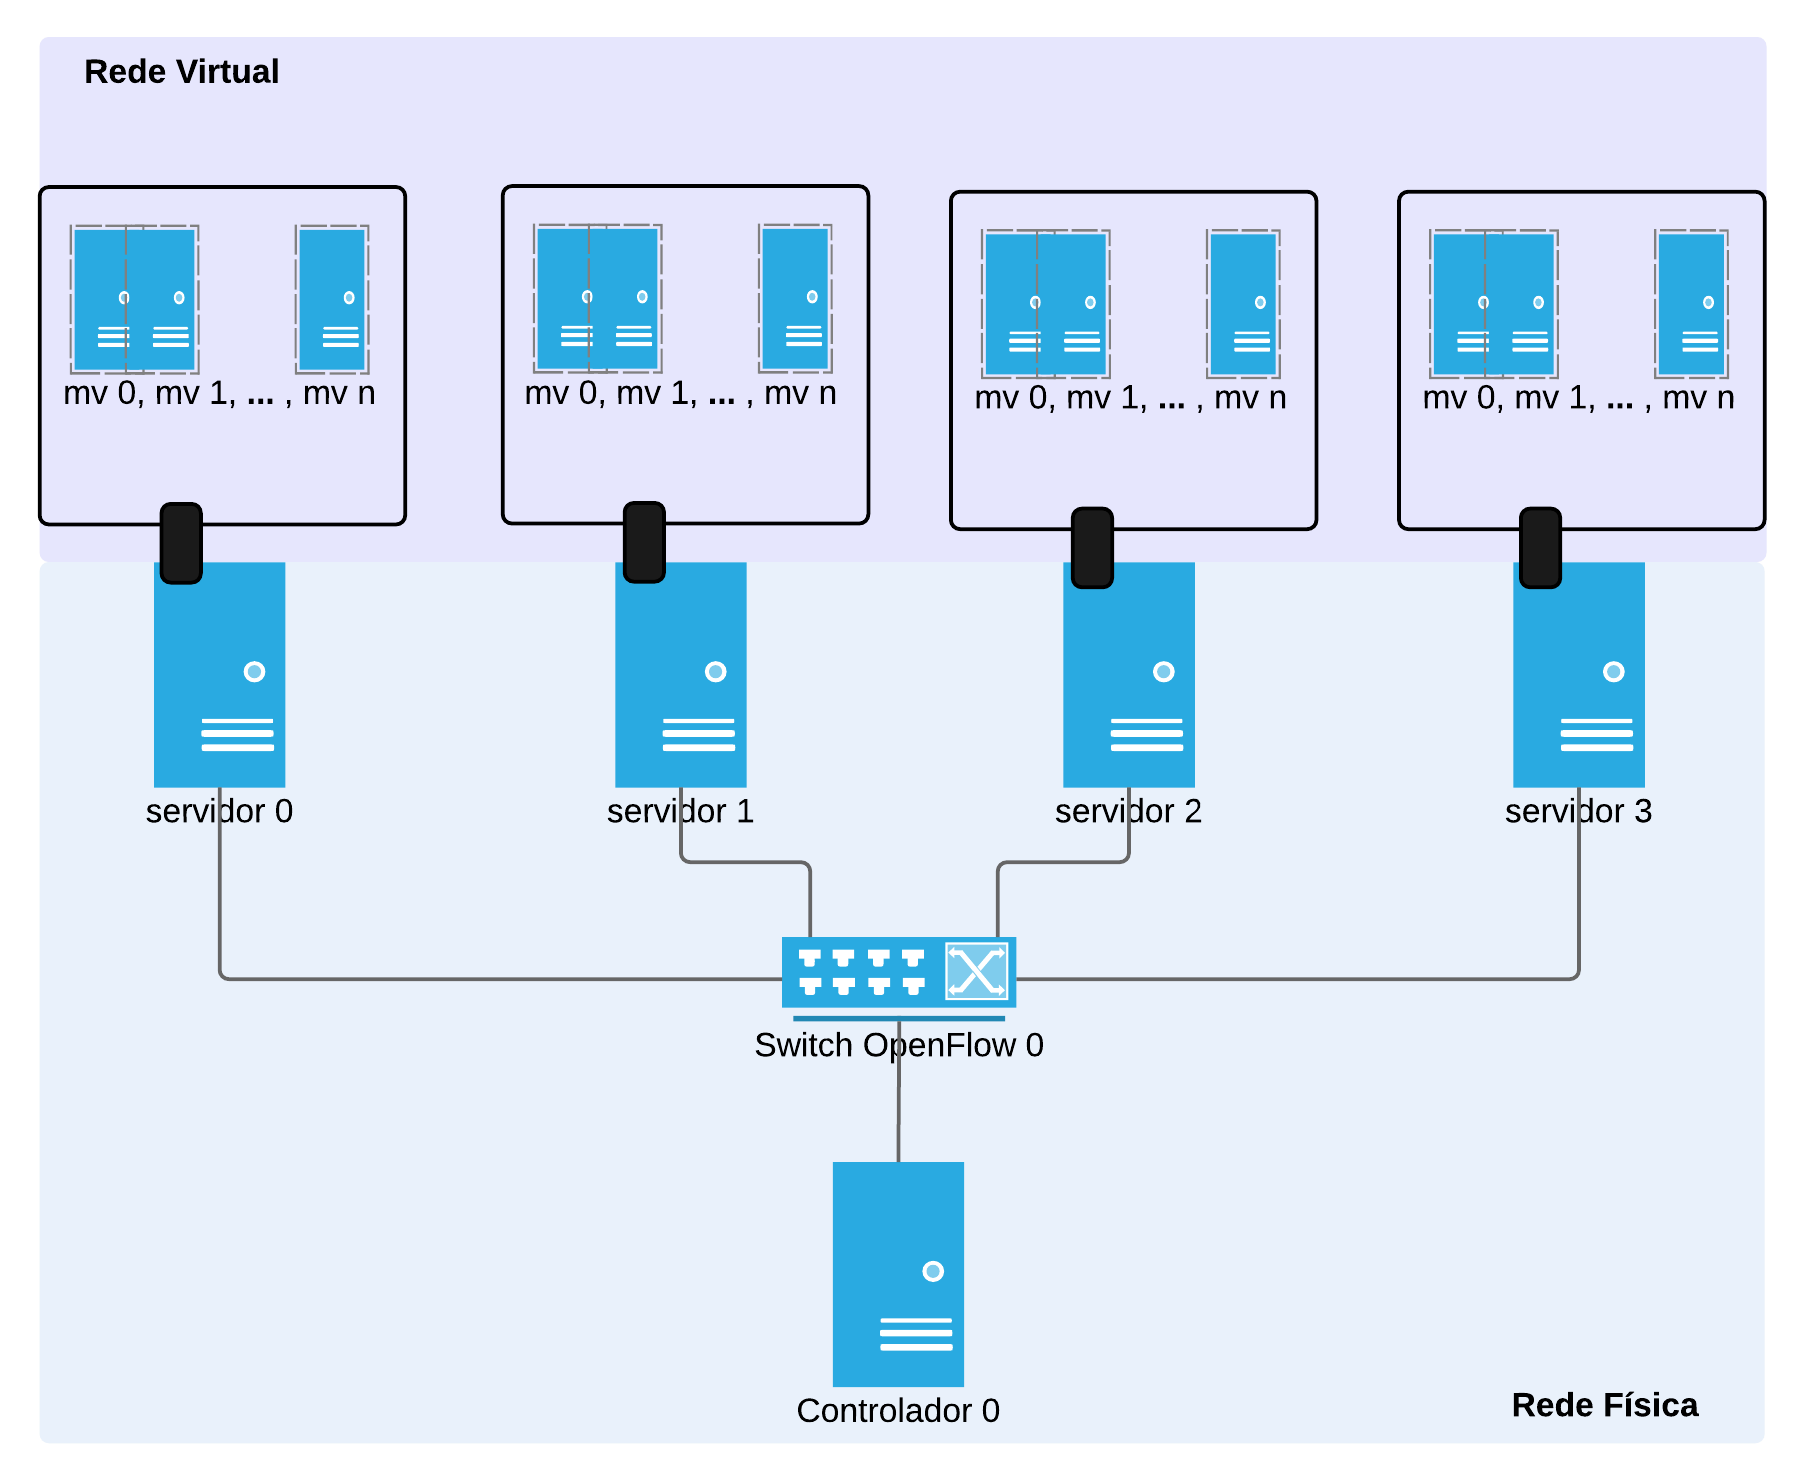 Rede Virtual
mv 0, mv 1, ... , mv n
mv 0, mv 1, ... , mv n
mv 0, mv 1, ... , mv n
mv 0, mv 1, ... , mv n
servidor 0
servidor 1
servidor 2
servidor 3
Switch OpenFlow 0
Controlador 0
Rede Física